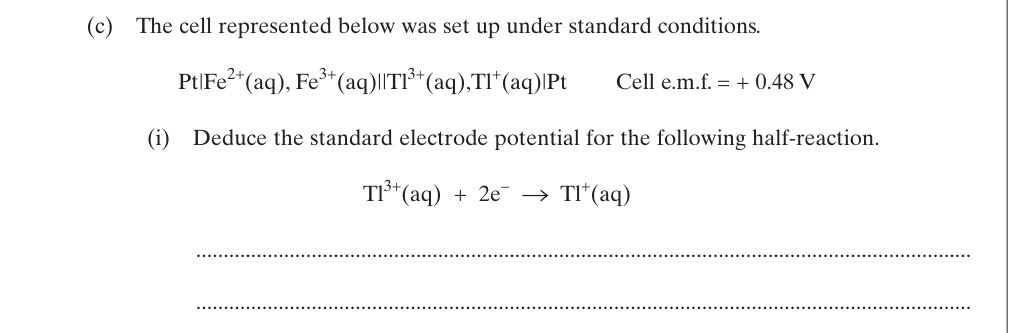 (c) The cell represented below was set up under standard conditions.
Pt|Fe²⁺(aq), Fe³⁺(aq)||Tl³⁺(aq),Tl⁺(aq)|Pt Cell e.m.f. = + 0.48 V
(i) Deduce the standard electrode potential for the following half-reaction.
Tl³⁺(aq) + 2e⁻ → Tl⁺(aq)